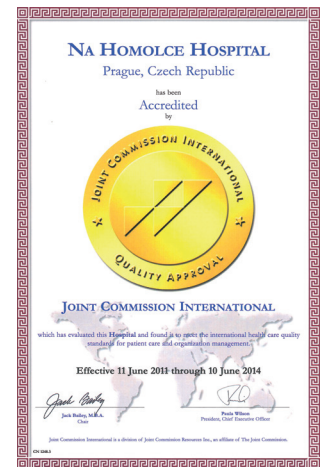 NA HOMOLCE HOSPITAL
Prague, Czech Republic
has been
Accredited
by
JOINT COMMISSION INTERNATIONAL
QUALITY APPROVAL
JOINT COMMISSION INTERNATIONAL
which has evaluated this Hospital and found it to meet the international health care quality
standards for patient care and organization management.
Effective 11 June 2011 through 10 June 2014
Jack Bailey
Jack Bailey, M.B.A.
Chair
Paula Wilson
President, Chief Executive Officer
Joint Commission International is a division of Joint Commission Resources Inc., an affiliate of The Joint Commission.